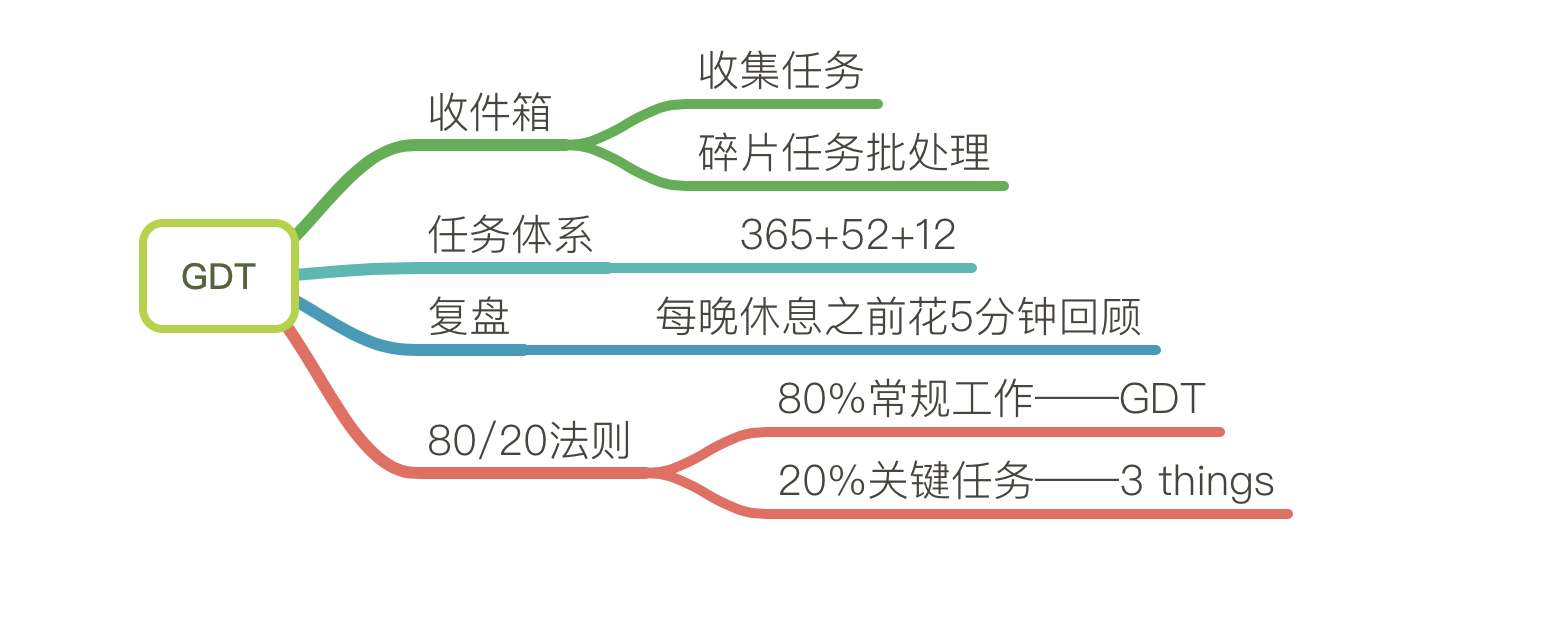 GDT
收件箱
收集任务
碎片任务批处理
任务体系
365+52+12
复盘
每晚休息之前花5分钟回顾
80/20法则
80%常规工作——GDT
20%关键任务——3 things